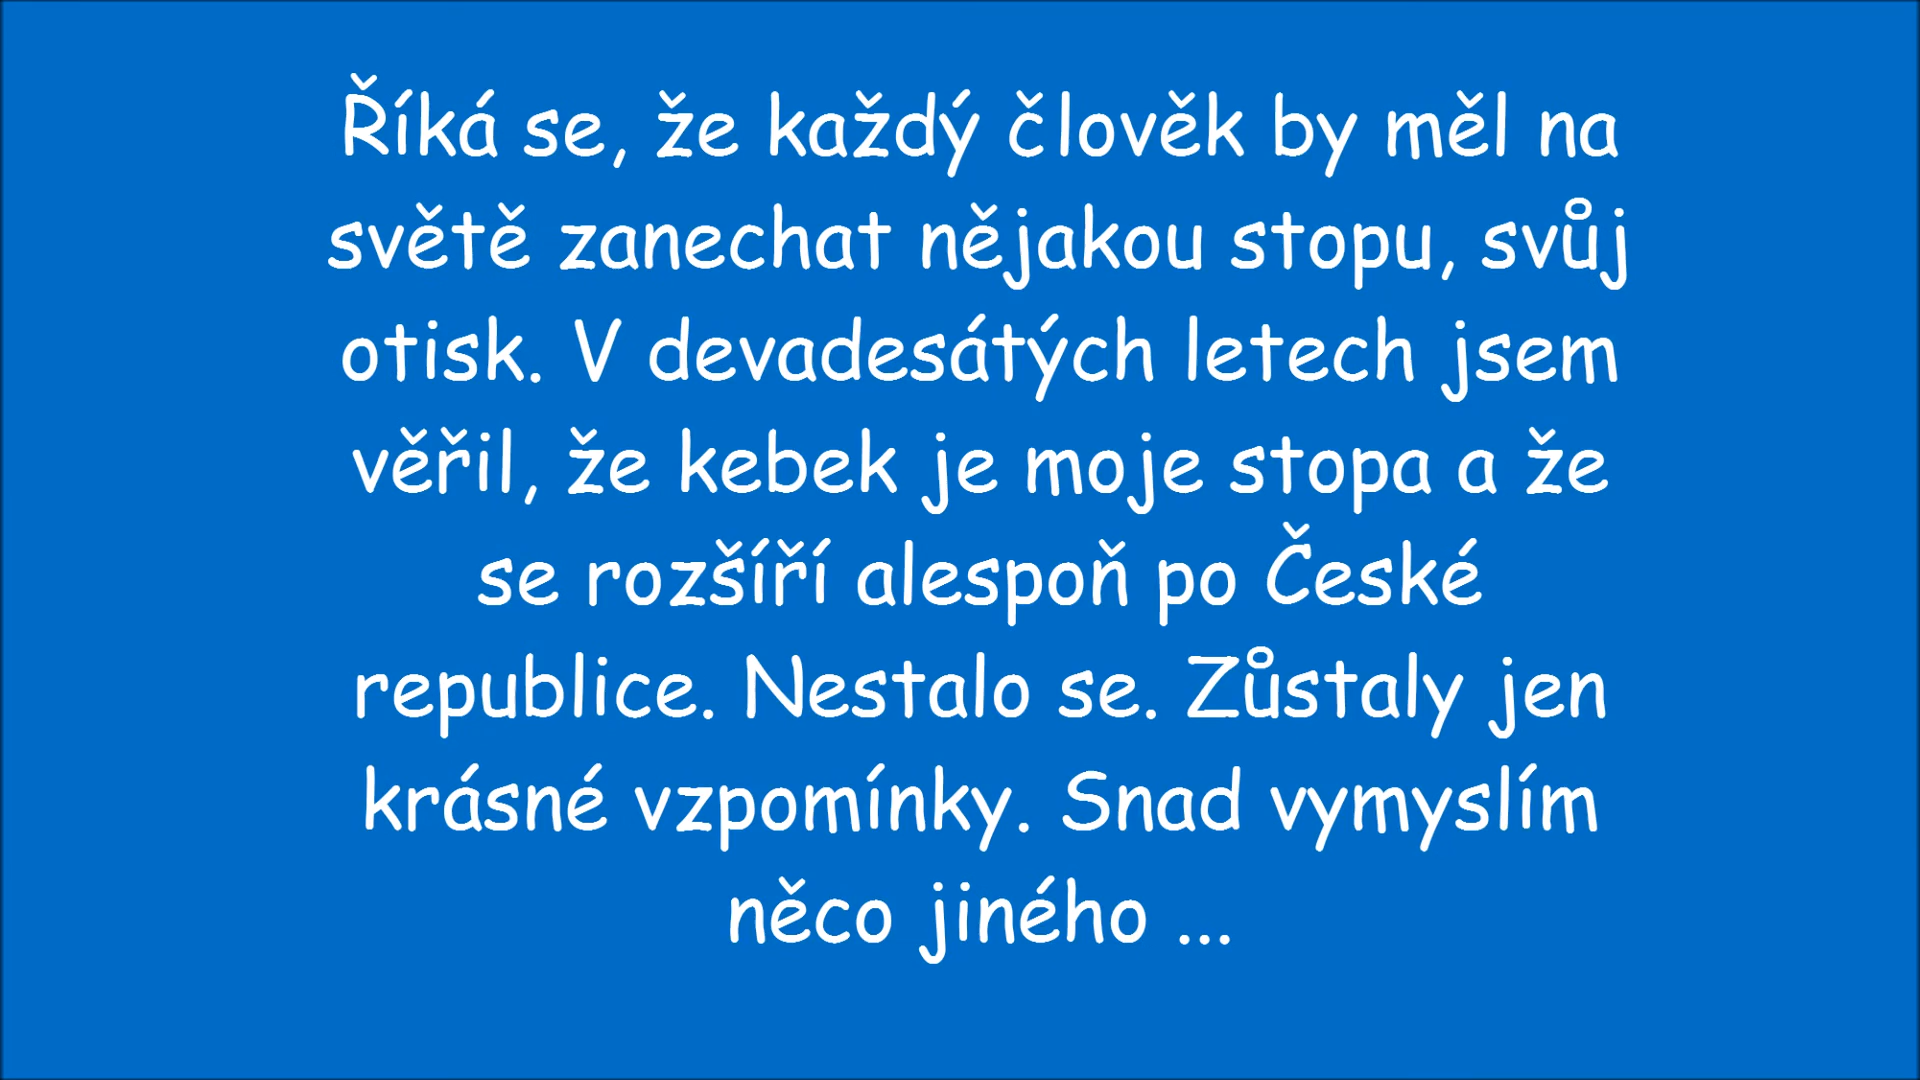 Říká se, že každý člověk by měl na
světě zanechat nějakou stopu, svůj
otisk. V devadesátých letech jsem
věřil, že kebek je moje stopa a že
se rozšíří alespoň po České
republice. Nestalo se. Zůstaly jen
krásné vzpomínky. Snad vymyslím
něco jiného ...